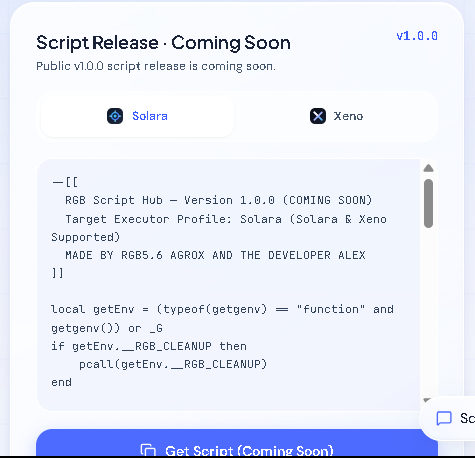 Script Release · Coming Soon
v1.0.0
Public v1.0.0 script release is coming soon.
Solara
Xeno
--[[
RGB Script Hub — Version 1.0.0 (COMING SOON)
Target Executor Profile: Solara (Solara & Xeno
Supported)
MADE BY RGB5.6 AGROX AND THE DEVELOPER ALEX
]]
local getEnv = (typeof(getgenv) == "function" and
getgenv()) or _G
if getEnv.__RGB_CLEANUP then
pcall(getEnv.__RGB_CLEANUP)
end
Get Script (Coming Soon)